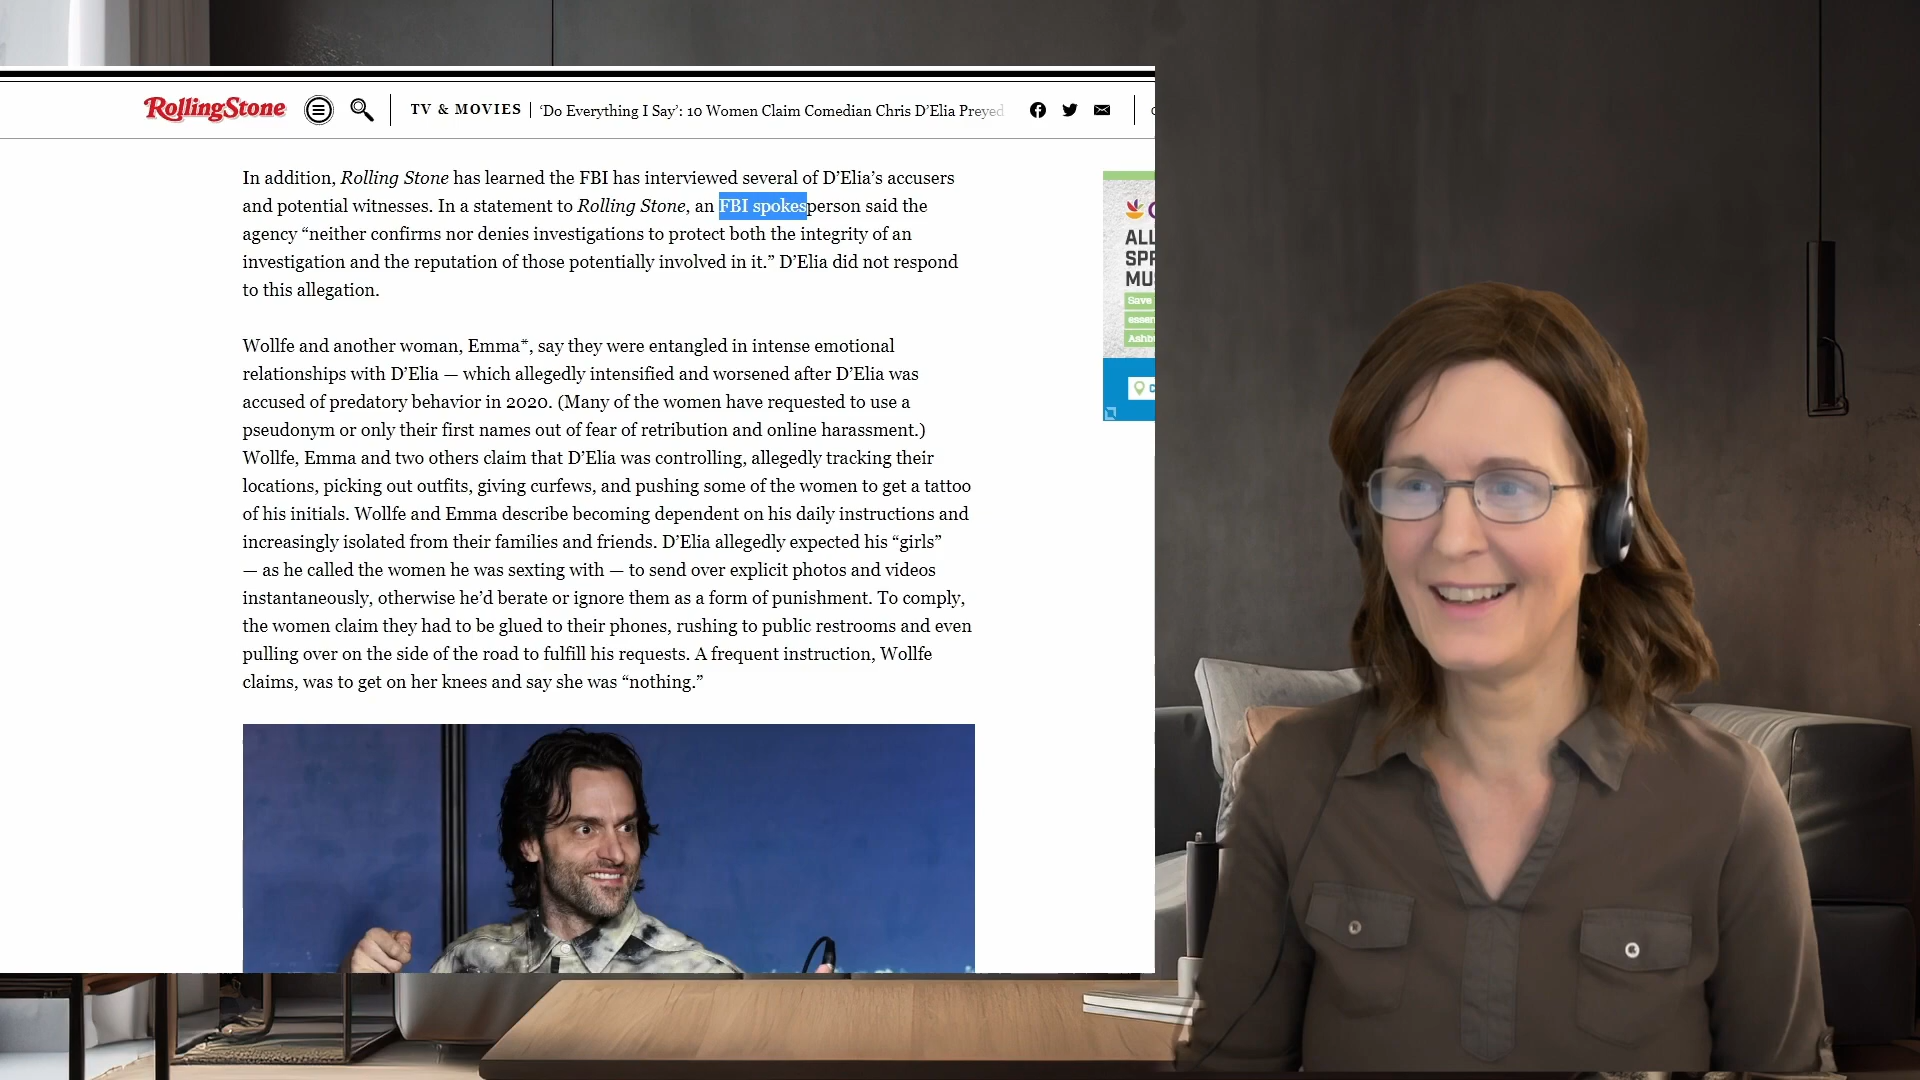 RollingStone
TV & MOVIES
‘Do Everything I Say’: 10 Women Claim Comedian Chris D’Elia Preyed
In addition, Rolling Stone has learned the FBI has interviewed several of D’Elia’s accusers
and potential witnesses. In a statement to Rolling Stone, an FBI spokesperson said the
agency “neither confirms nor denies investigations to protect both the integrity of an
investigation and the reputation of those potentially involved in it.” D’Elia did not respond
to this allegation.
Wollfe and another woman, Emma*, say they were entangled in intense emotional
relationships with D’Elia — which allegedly intensified and worsened after D’Elia was
accused of predatory behavior in 2020. (Many of the women have requested to use a
pseudonym or only their first names out of fear of retribution and online harassment.)
Wollfe, Emma and two others claim that D’Elia was controlling, allegedly tracking their
locations, picking out outfits, giving curfews, and pushing some of the women to get a tattoo
of his initials. Wollfe and Emma describe becoming dependent on his daily instructions and
increasingly isolated from their families and friends. D’Elia allegedly expected his “girls”
— as he called the women he was sexting with — to send over explicit photos and videos
instantaneously, otherwise he’d berate or ignore them as a form of punishment. To comply,
the women claim they had to be glued to their phones, rushing to public restrooms and even
pulling over on the side of the road to fulfill his requests. A frequent instruction, Wollfe
claims, was to get on her knees and say she was “nothing.”
ALL
SPR
MUS
Save
essen
Ashbu